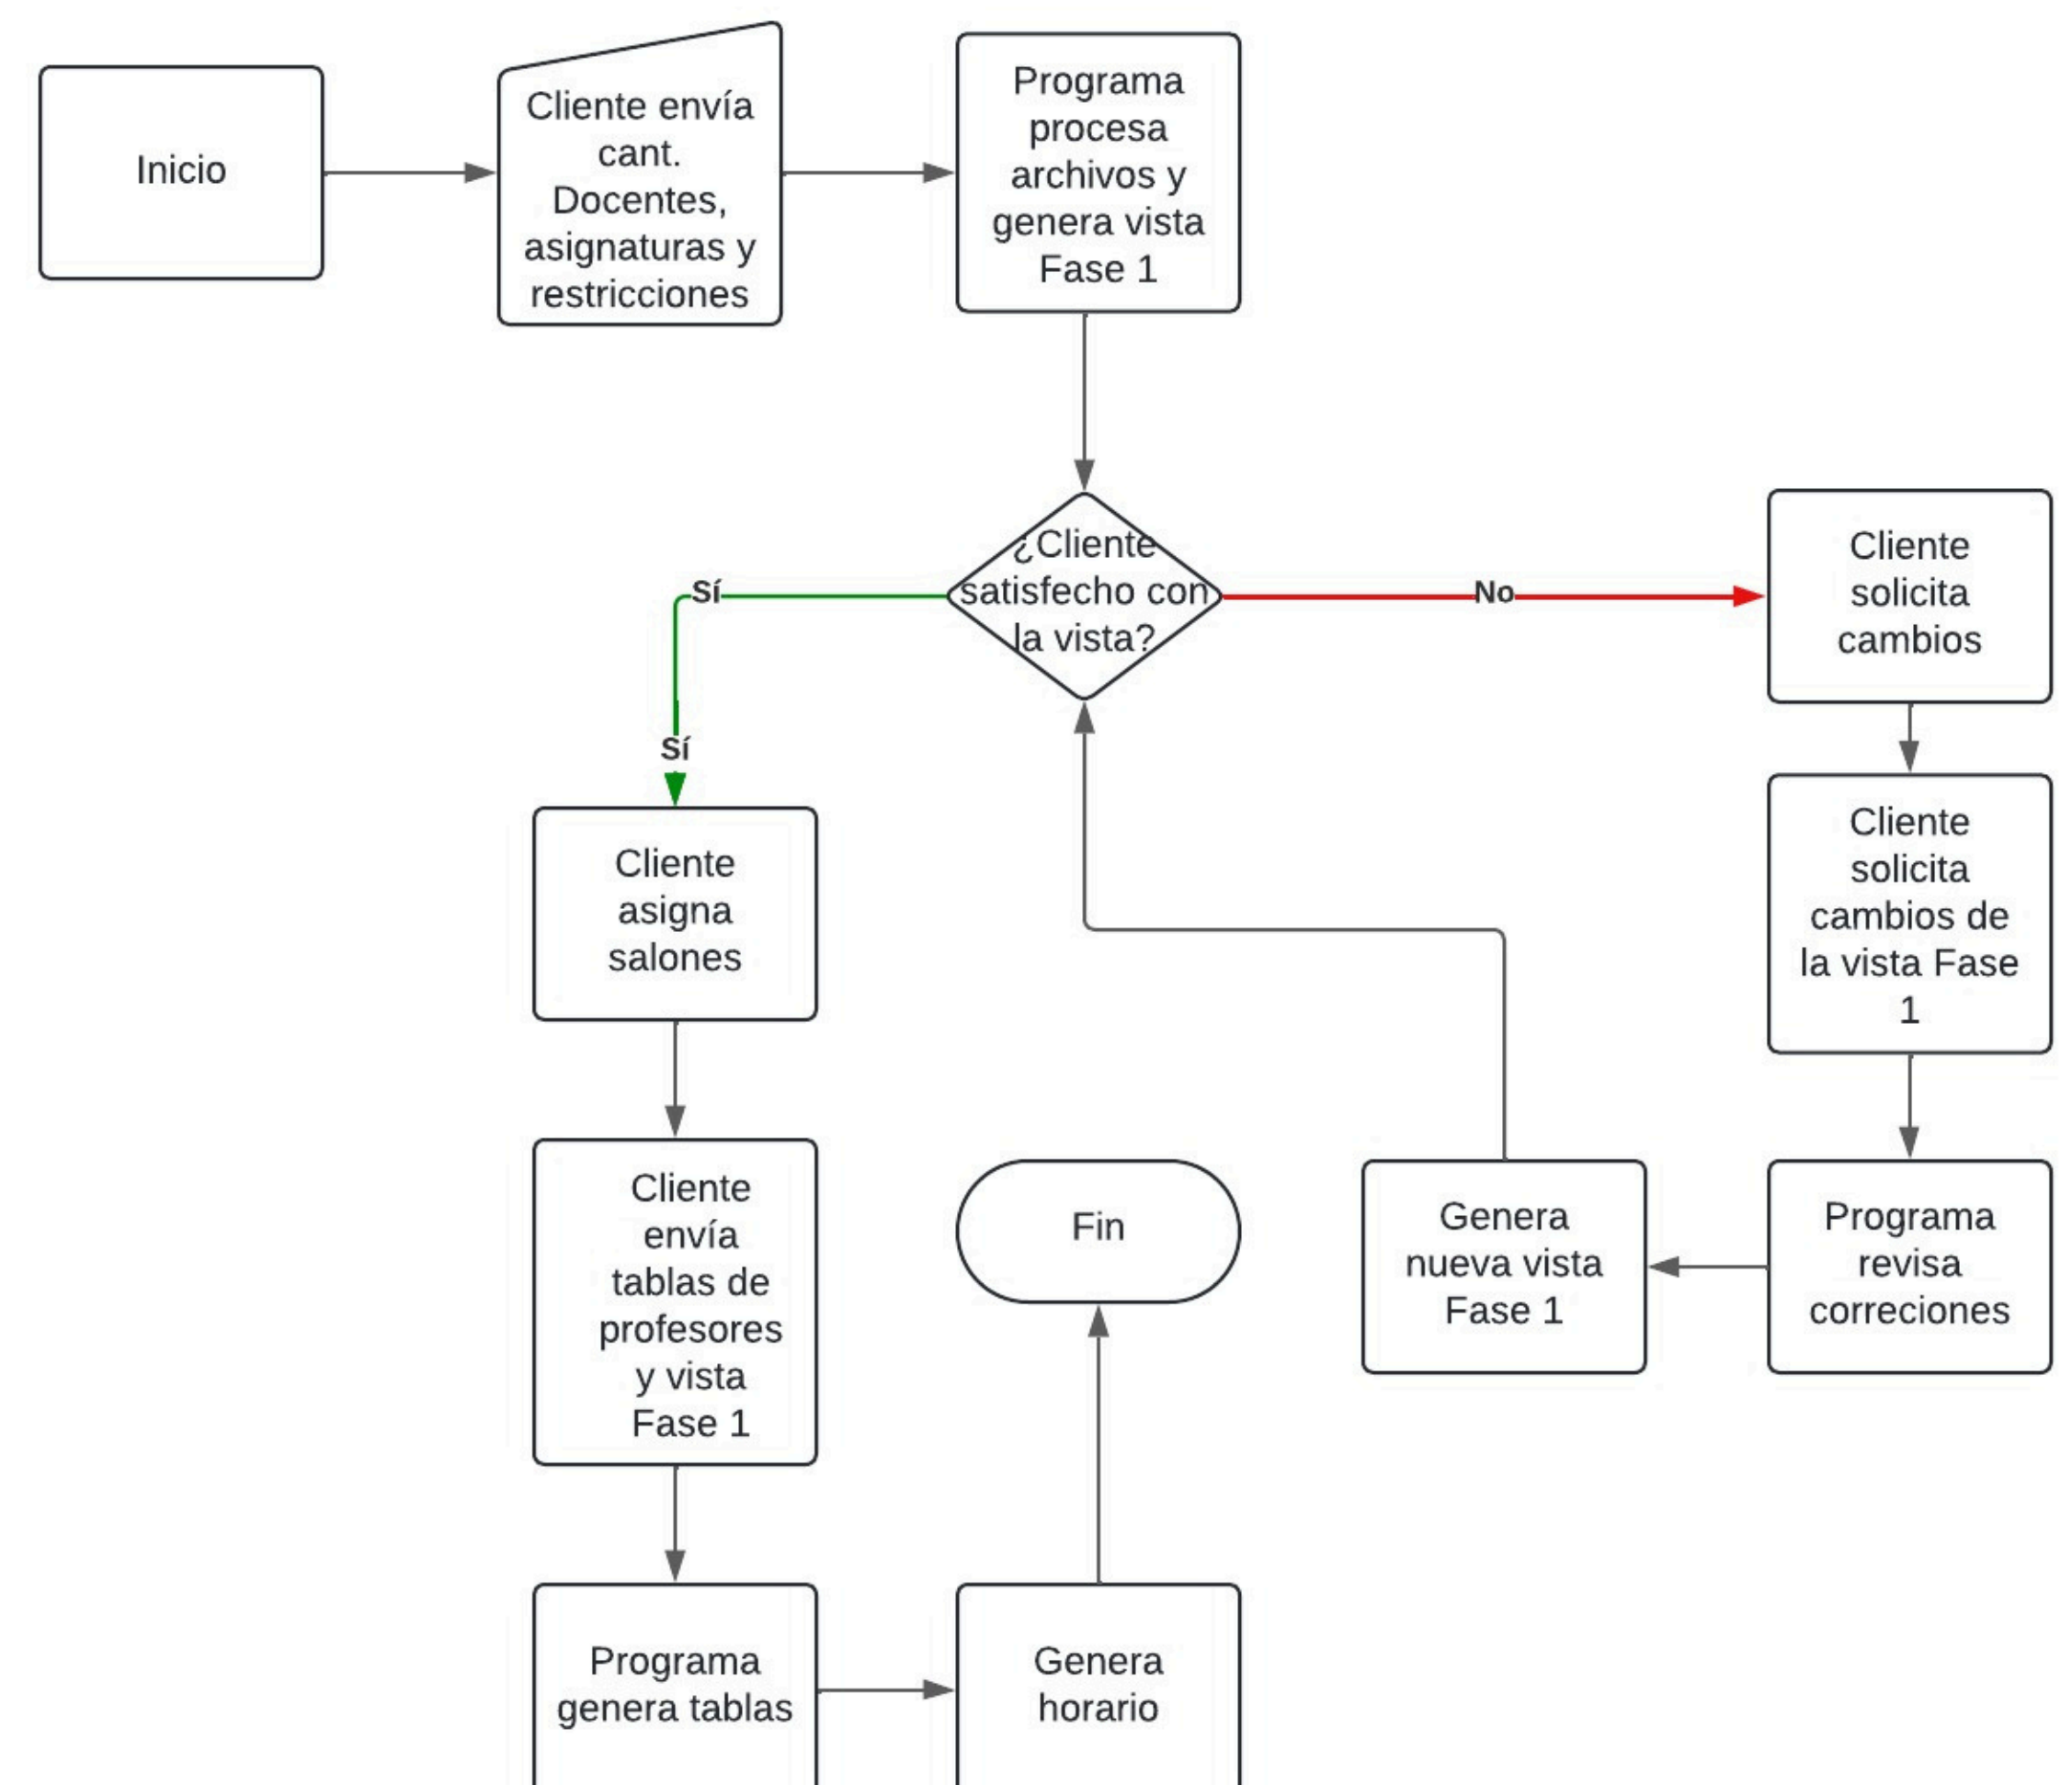 Inicio
Cliente envía
cant.
Docentes,
asignaturas y
restricciones
Programa
procesa
archivos y
genera vista
Fase 1
¿Cliente
satisfecho con
la vista?
Sí
Sí
No
Cliente
solicita
cambios
Cliente
solicita
cambios de
la vista Fase
1
Programa
revisa
correciones
Genera
nueva vista
Fase 1
Cliente
asigna
salones
Cliente
envía
tablas de
profesores
y vista
Fase 1
Programa
genera tablas
Genera
horario
Fin